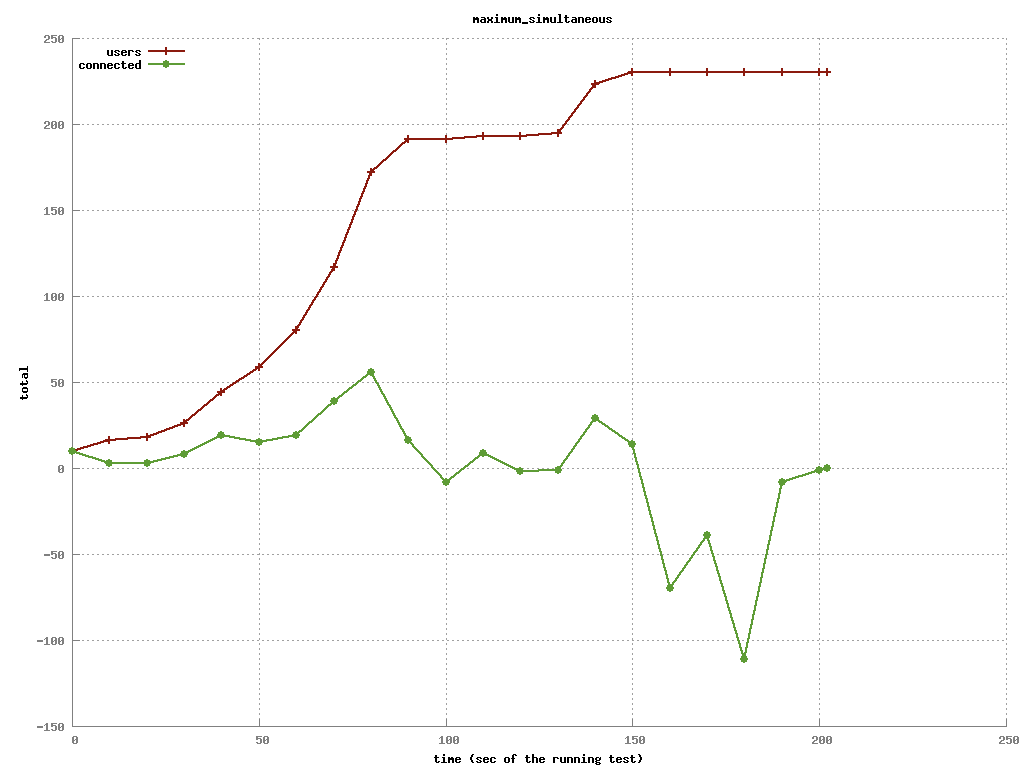 maximum_simultaneous
250
users
connected
200
150
100
50
0
-50
-100
-150
total
0 50 100 150 200 250
time (sec of the running test)